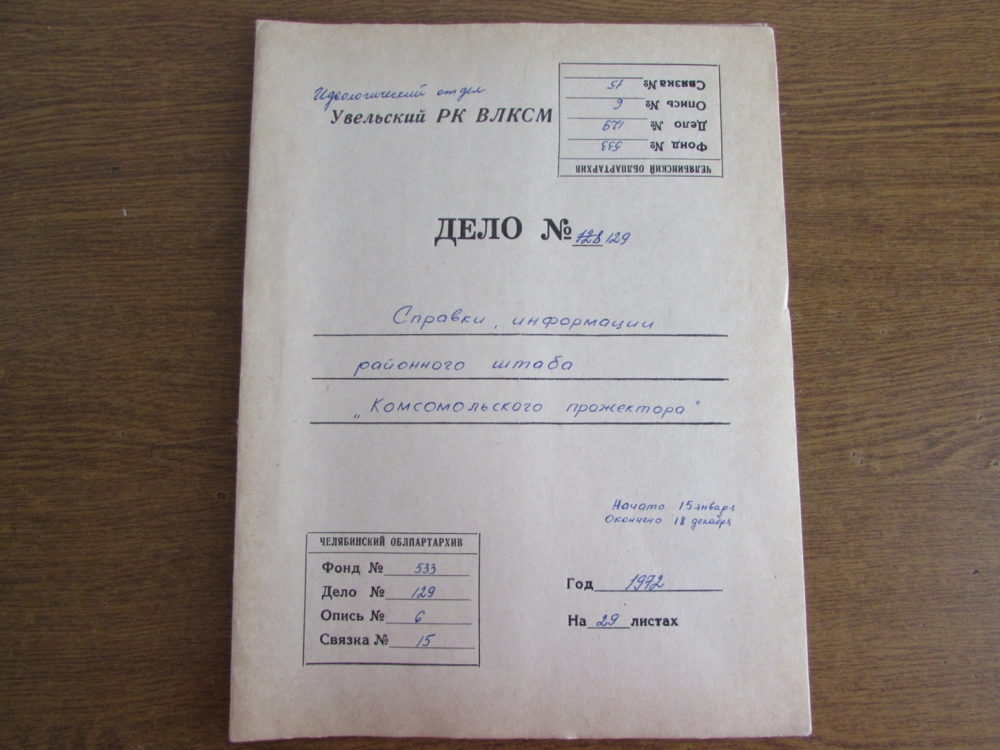 Идеологический отдел
Увельский РК ВЛКСМ
ЧЕЛЯБИНСКИЙ ОБЛПАРТАРХИВ
Фонд № 533
Дело № 129
Опись № 6
Связка № 15
ДЕЛО № 128 129
Справки, информации
районного штаба
„Комсомольского прожектора"
Начато 15 января
Окончено 18 декабря
ЧЕЛЯБИНСКИЙ ОБЛПАРТАРХИВ
Фонд № 533
Дело № 129
Опись № 6
Связка № 15
Год 1972
На 29 листах